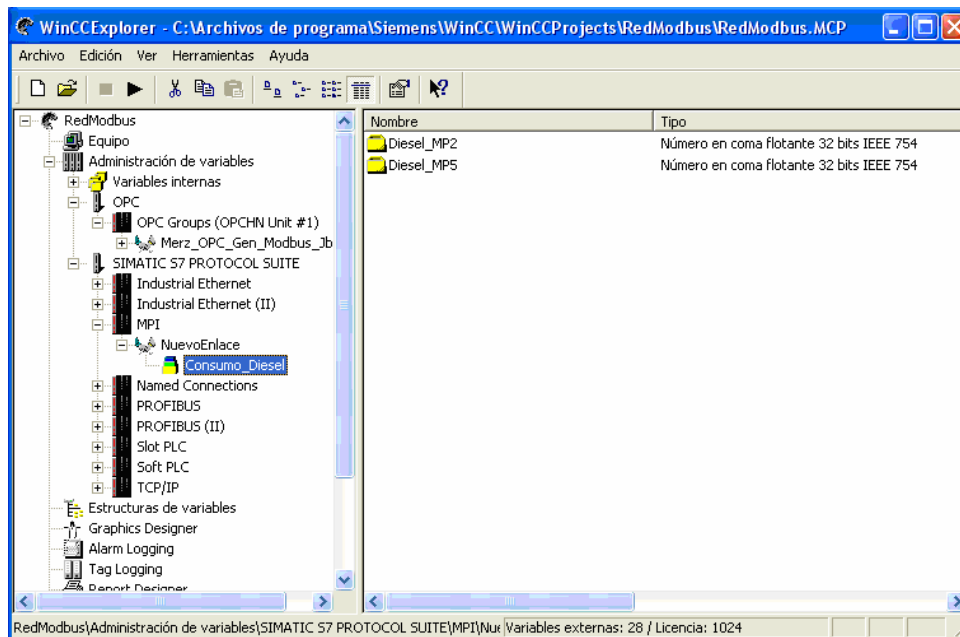 WinCCExplorer - C:\Archivos de programa\Siemens\WinCC\WinCCProjects\RedModbus\RedModbus.MCP
Archivo Edición Ver Herramientas Ayuda
RedModbus
Equipo
Administración de variables
Variables internas
OPC
OPC Groups (OPCHN Unit #1)
Merz_OPC_Gen_Modbus_Jb
SIMATIC S7 PROTOCOL SUITE
Industrial Ethernet
Industrial Ethernet (II)
MPI
NuevoEnlace
Consumo_Diesel
Named Connections
PROFIBUS
PROFIBUS (II)
Slot PLC
Soft PLC
TCP/IP
Estructuras de variables
Graphics Designer
Alarm Logging
Tag Logging
Report Designer
Nombre Tipo
Diesel_MP2 Número en coma flotante 32 bits IEEE 754
Diesel_MP5 Número en coma flotante 32 bits IEEE 754
RedModbus\Administración de variables\SIMATIC S7 PROTOCOL SUITE\MPI\Nue Variables externas: 28 / Licencia: 1024